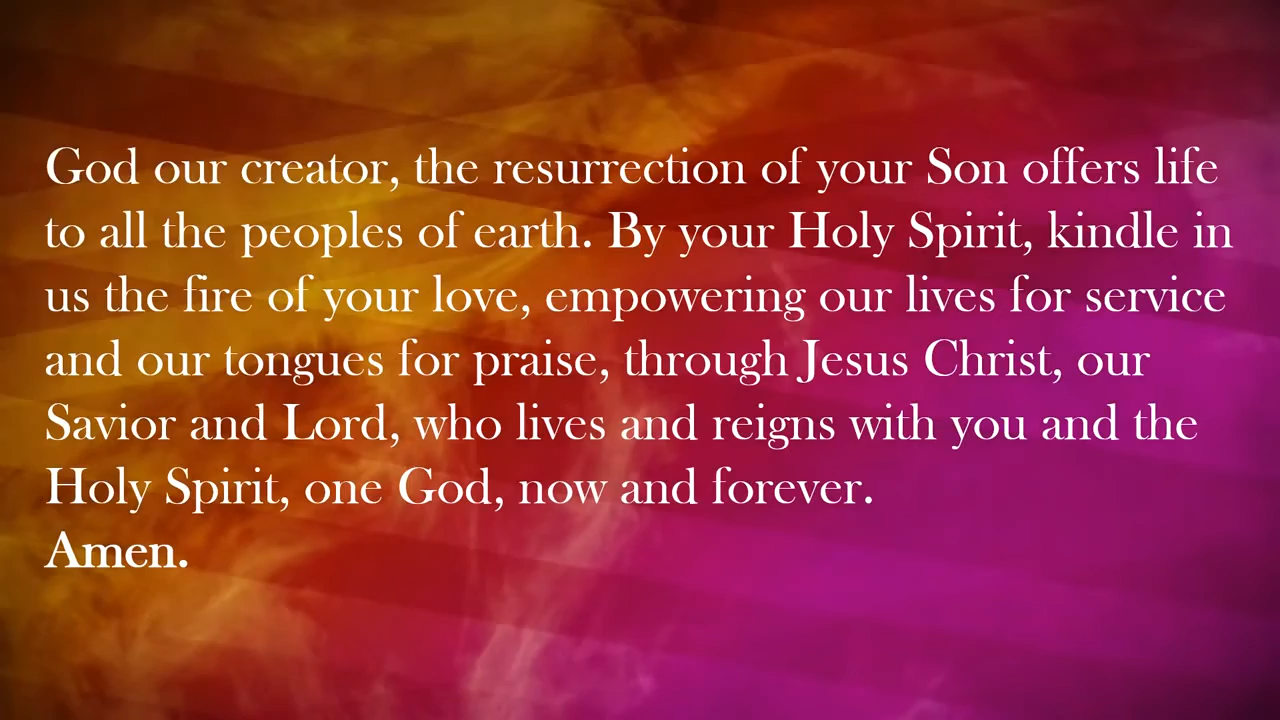 God our creator, the resurrection of your Son offers life
to all the peoples of earth. By your Holy Spirit, kindle in
us the fire of your love, empowering our lives for service
and our tongues for praise, through Jesus Christ, our
Savior and Lord, who lives and reigns with you and the
Holy Spirit, one God, now and forever.
Amen.